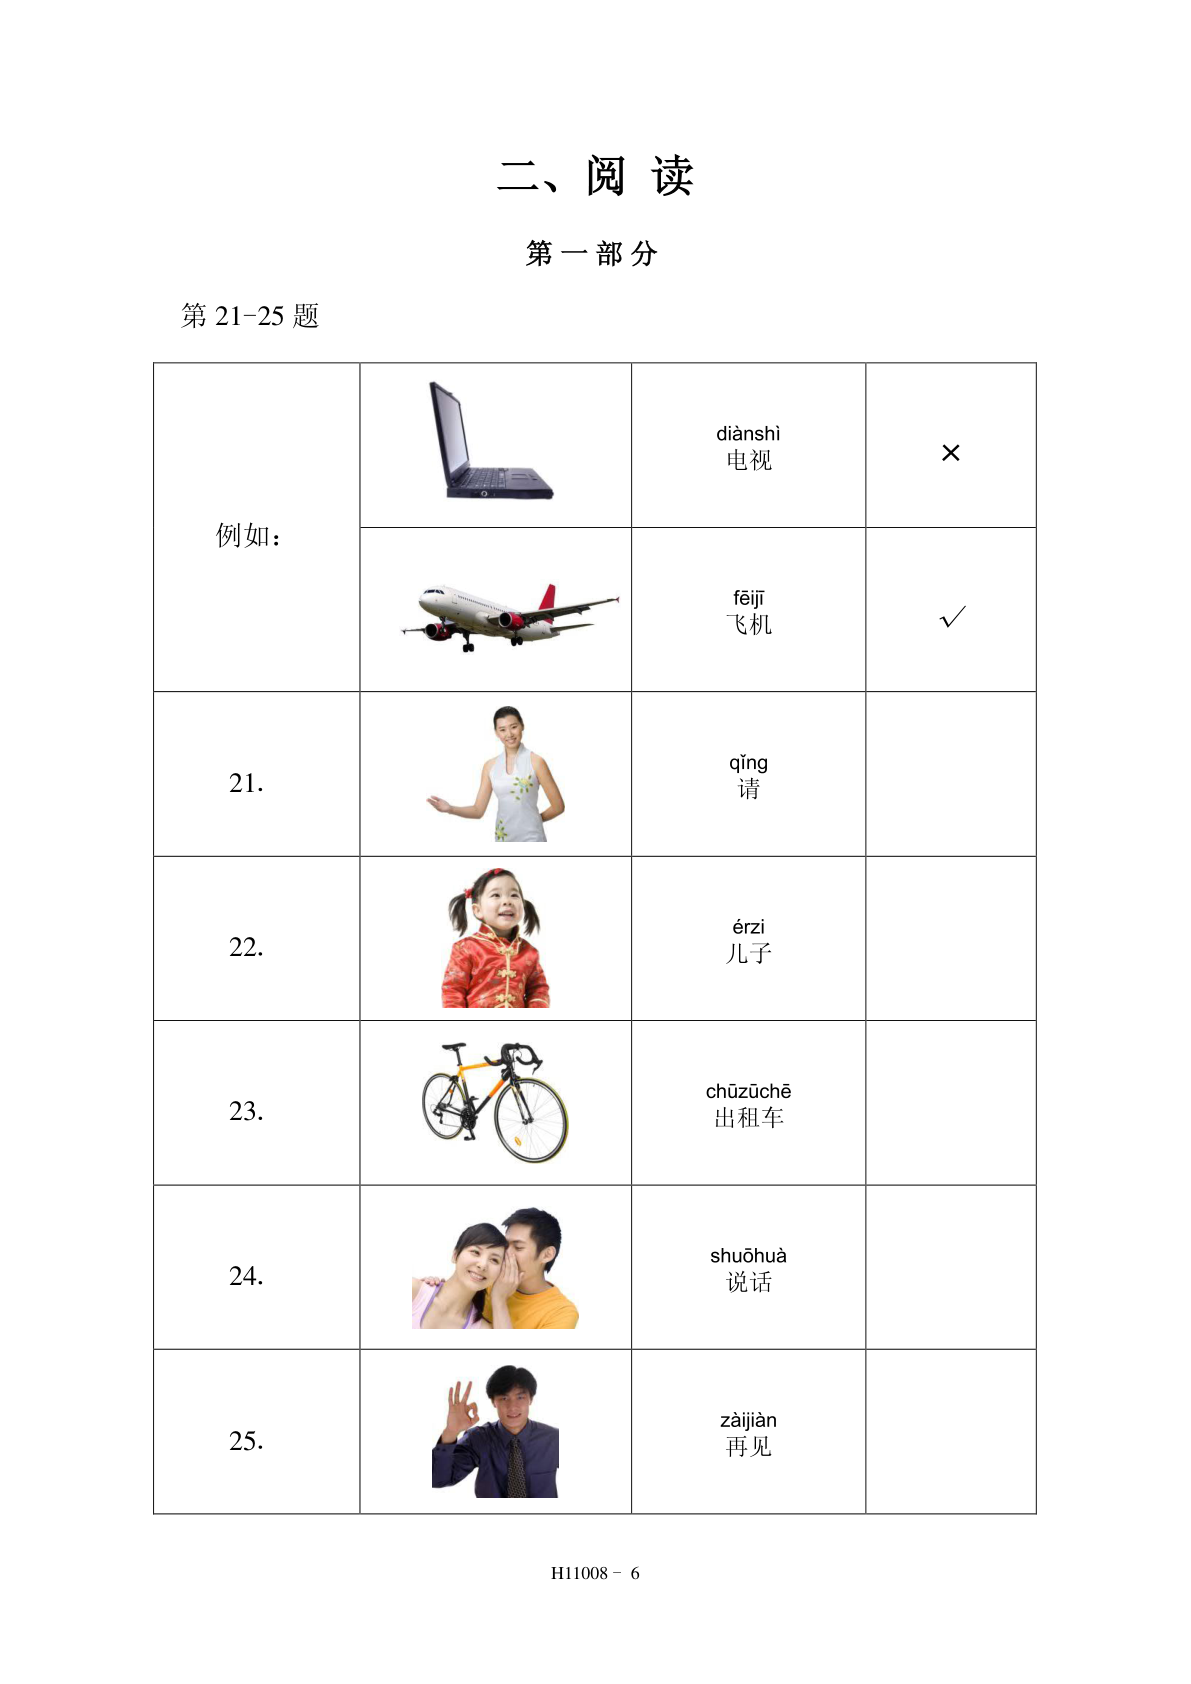 二、阅 读
第一部分
第 21-25 题
例如：
diànshì
电视
×
fēijī
飞机
√
21.
qǐng
请
22.
érzi
儿子
23.
chūzūchē
出租车
24.
shuōhuà
说话
25.
zàijiàn
再见
H11008 - 6